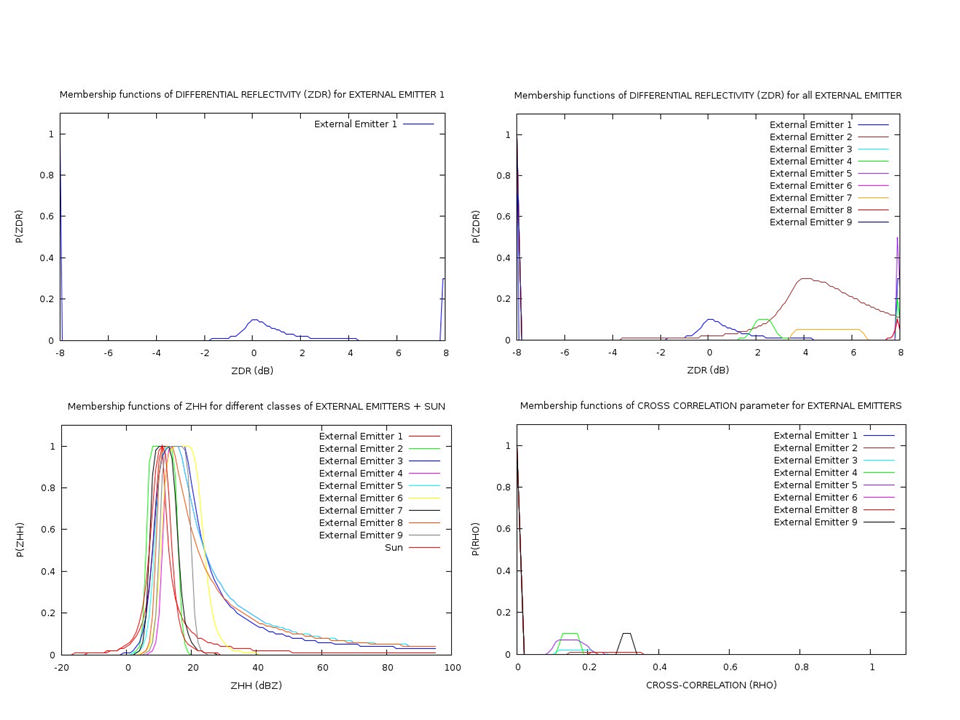 Membership functions of DIFFERENTIAL REFLECTIVITY (ZDR) for EXTERNAL EMITTER 1
External Emitter 1
1
0.8
0.6
0.4
0.2
0
P(ZDR)
-8 -6 -4 -2 0 2 4 6 8
ZDR (dB)
Membership functions of DIFFERENTIAL REFLECTIVITY (ZDR) for all EXTERNAL EMITTER
External Emitter 1
External Emitter 2
External Emitter 3
External Emitter 4
External Emitter 5
External Emitter 6
External Emitter 7
External Emitter 8
External Emitter 9
1
0.8
0.6
0.4
0.2
0
P(ZDR)
-8 -6 -4 -2 0 2 4 6 8
ZDR (dB)
Membership functions of ZHH for different classes of EXTERNAL EMITTERS + SUN
External Emitter 1
External Emitter 2
External Emitter 3
External Emitter 4
External Emitter 5
External Emitter 6
External Emitter 7
External Emitter 8
External Emitter 9
Sun
1
0.8
0.6
0.4
0.2
0
P(ZHH)
-20 0 20 40 60 80 100
ZHH (dBZ)
Membership functions of CROSS CORRELATION parameter for EXTERNAL EMITTERS
External Emitter 1
External Emitter 2
External Emitter 3
External Emitter 4
External Emitter 5
External Emitter 6
External Emitter 8
External Emitter 9
1
0.8
0.6
0.4
0.2
0
P(RHO)
0 0.2 0.4 0.6 0.8 1
CROSS-CORRELATION (RHO)